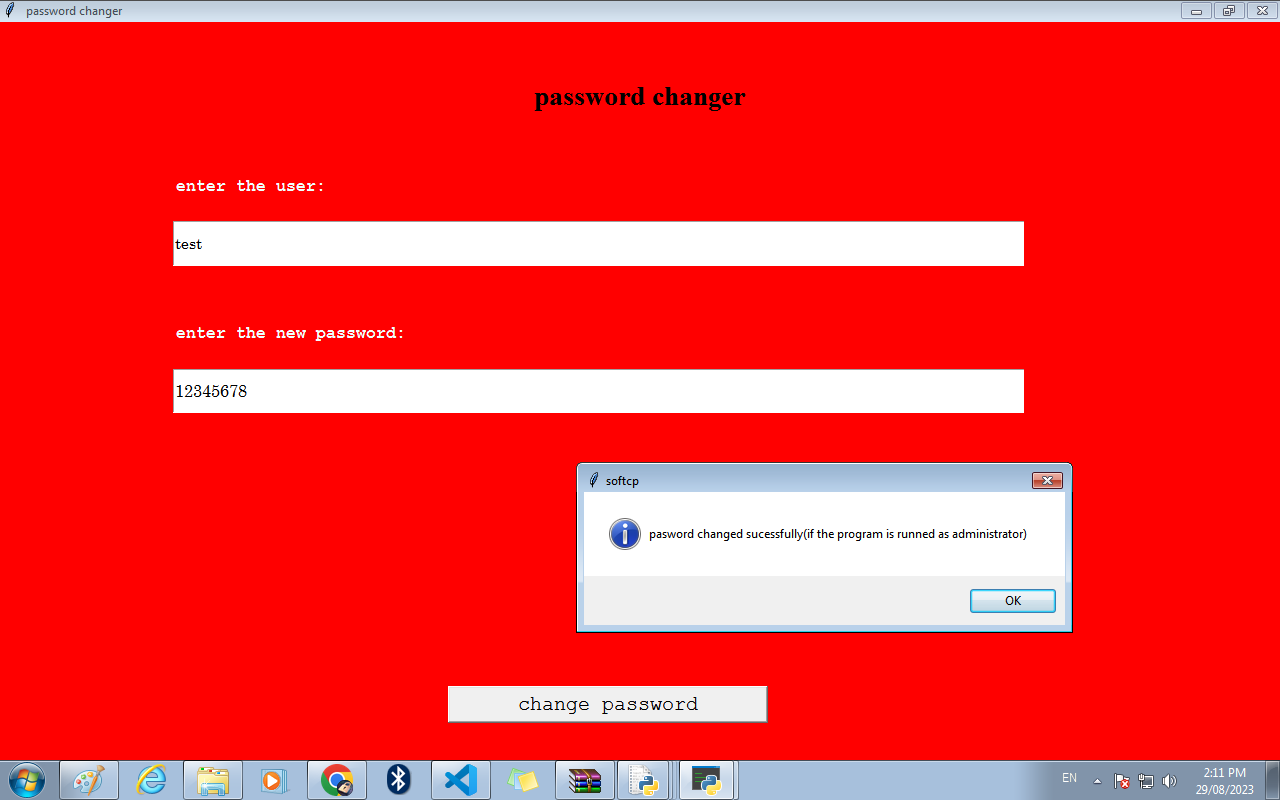 password changer
password changer
enter the user:
test
enter the new password:
12345678
softcp
pasword changed sucessfully(if the program is runned as administrator)
OK
change password
EN
2:11 PM
29/08/2023